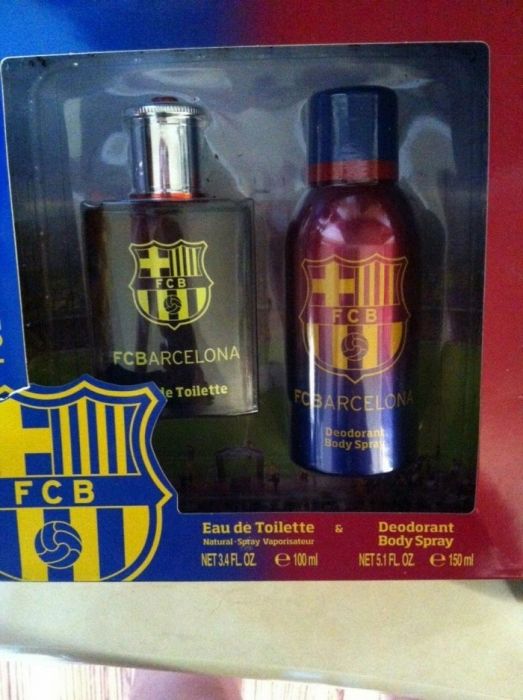 FCB
FCBARCELONA
de Toilette
FCB
FCBARCELONA
Deodorant
Body Spray
FCB
Eau de Toilette
Natural-Spray Vaporisateur
NET 3.4 FL. OZ. ℮ 100 ml
&
Deodorant
Body Spray
NET 5.1 FL. OZ. ℮ 150 ml